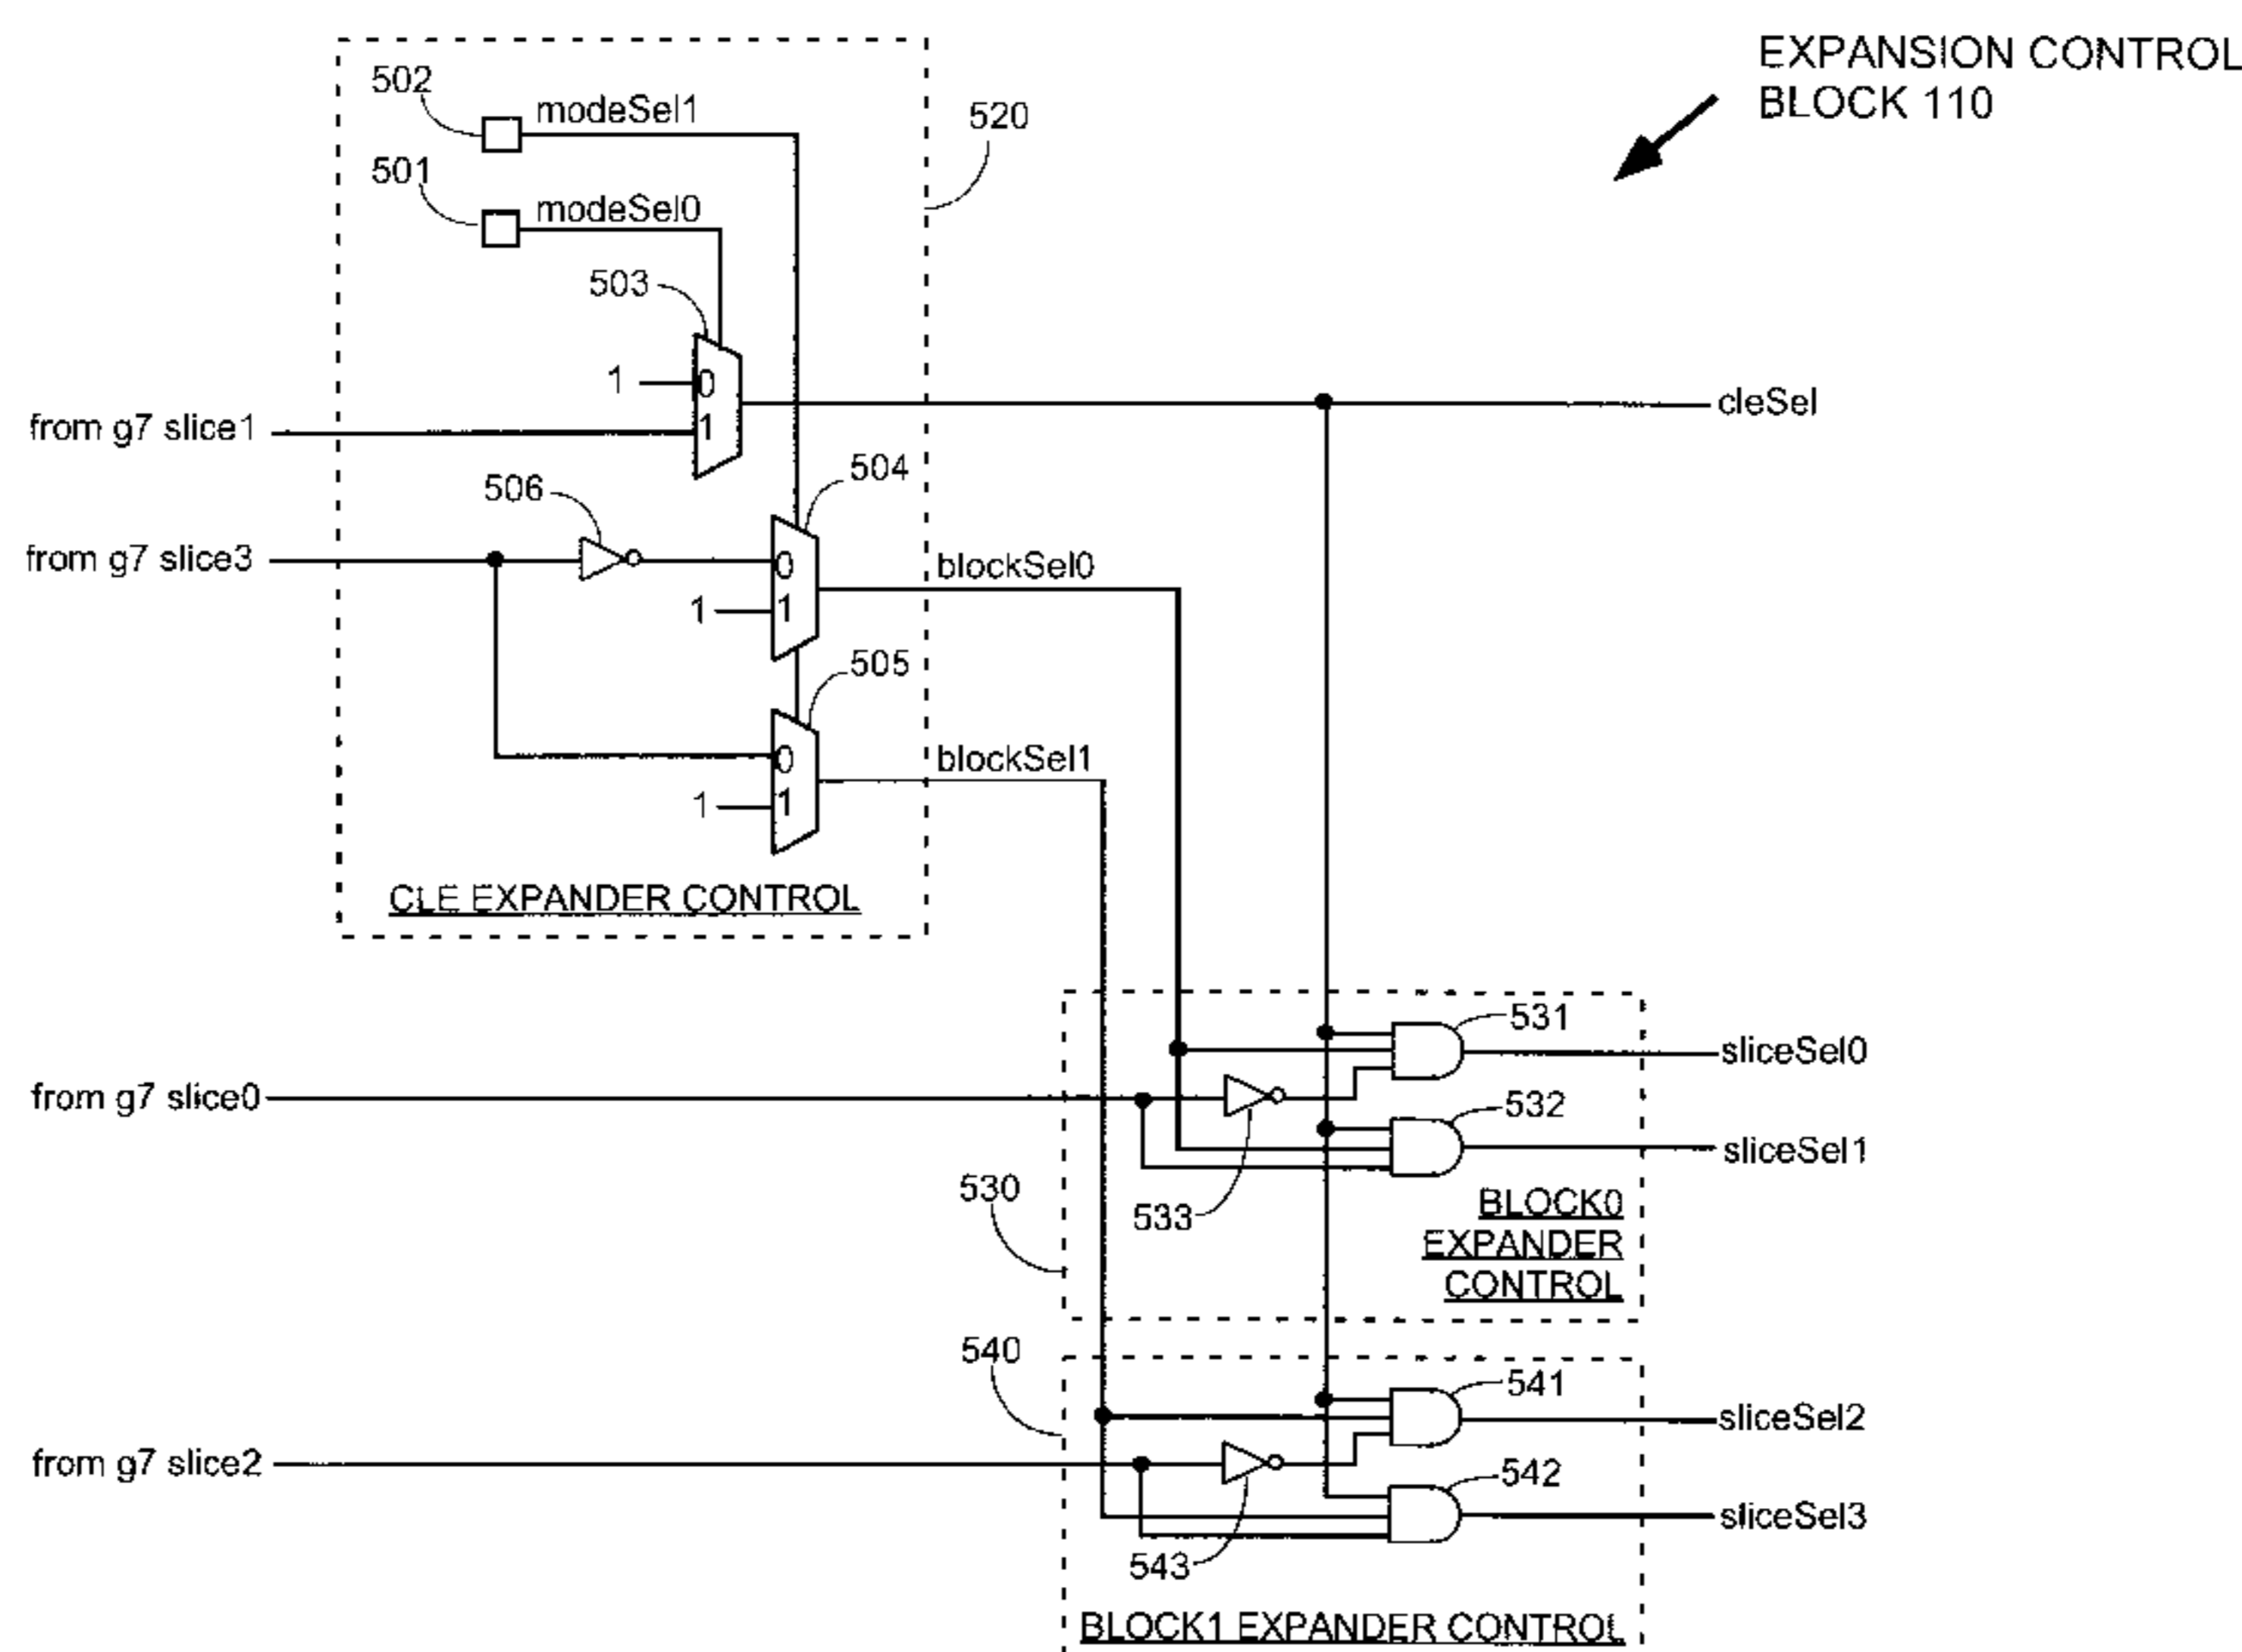 EXPANSION CONTROL
BLOCK 110
502
modeSel1
520
501
modeSel0
503
1
0
cleSel
from g7 slice1
1
504
506
from g7 slice3
0
blockSel0
1
1
505
0
blockSel1
1
1
CLE EXPANDER CONTROL
531
sliceSel0
from g7 slice0
532
sliceSel1
530
533
BLOCK0
EXPANDER
CONTROL
540
541
sliceSel2
from g7 slice2
542
sliceSel3
543
BLOCK1 EXPANDER CONTROL